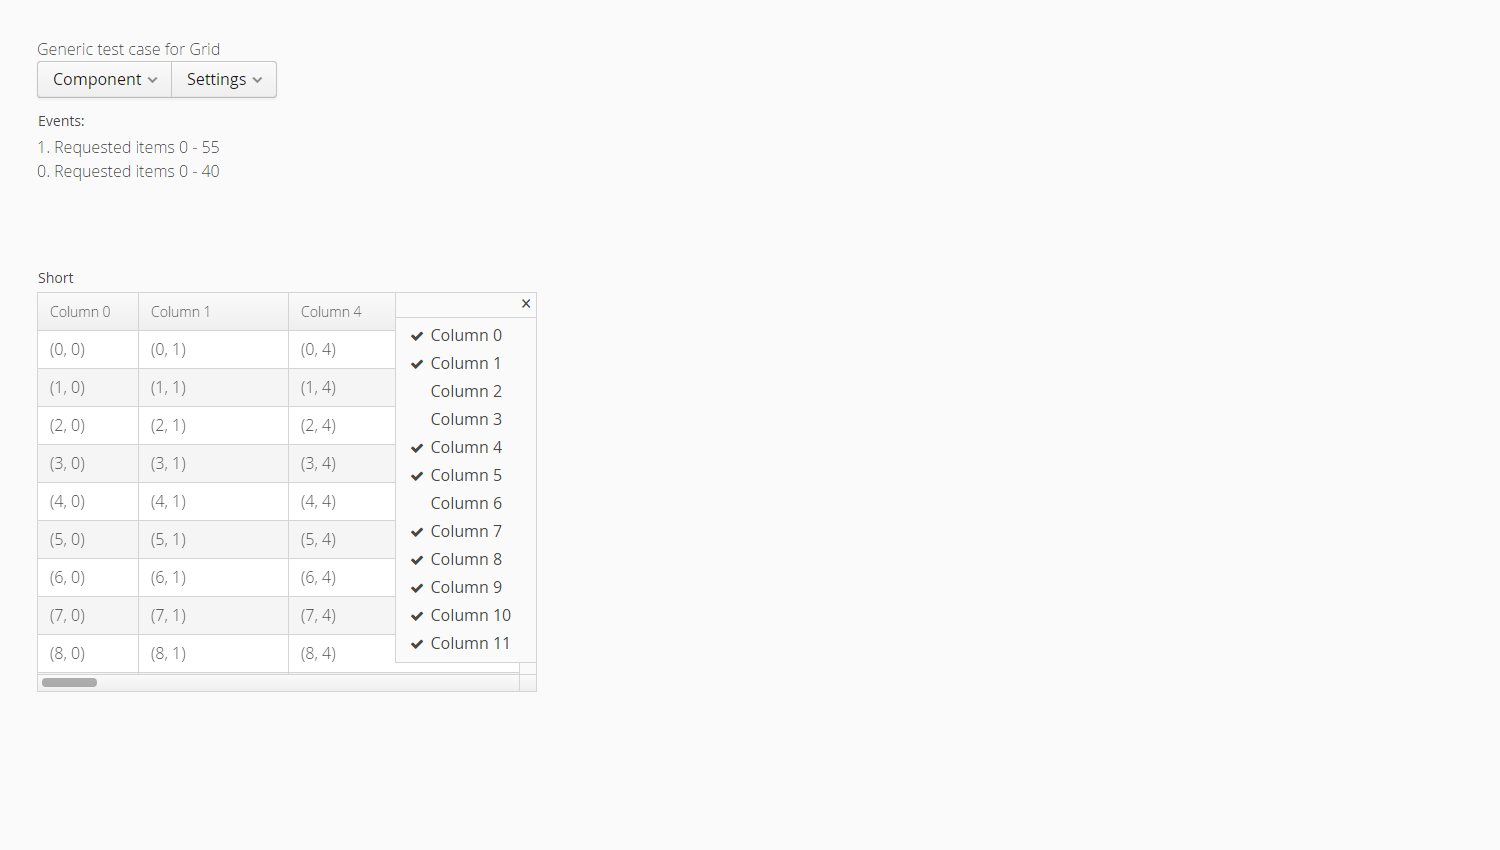 Generic test case for Grid
Component Settings
Events:
1. Requested items 0 - 55
0. Requested items 0 - 40
Short
Column 0 Column 1 Column 4
(0, 0) (0, 1) (0, 4)
(1, 0) (1, 1) (1, 4)
(2, 0) (2, 1) (2, 4)
(3, 0) (3, 1) (3, 4)
(4, 0) (4, 1) (4, 4)
(5, 0) (5, 1) (5, 4)
(6, 0) (6, 1) (6, 4)
(7, 0) (7, 1) (7, 4)
(8, 0) (8, 1) (8, 4)
Column 0
Column 1
Column 2
Column 3
Column 4
Column 5
Column 6
Column 7
Column 8
Column 9
Column 10
Column 11